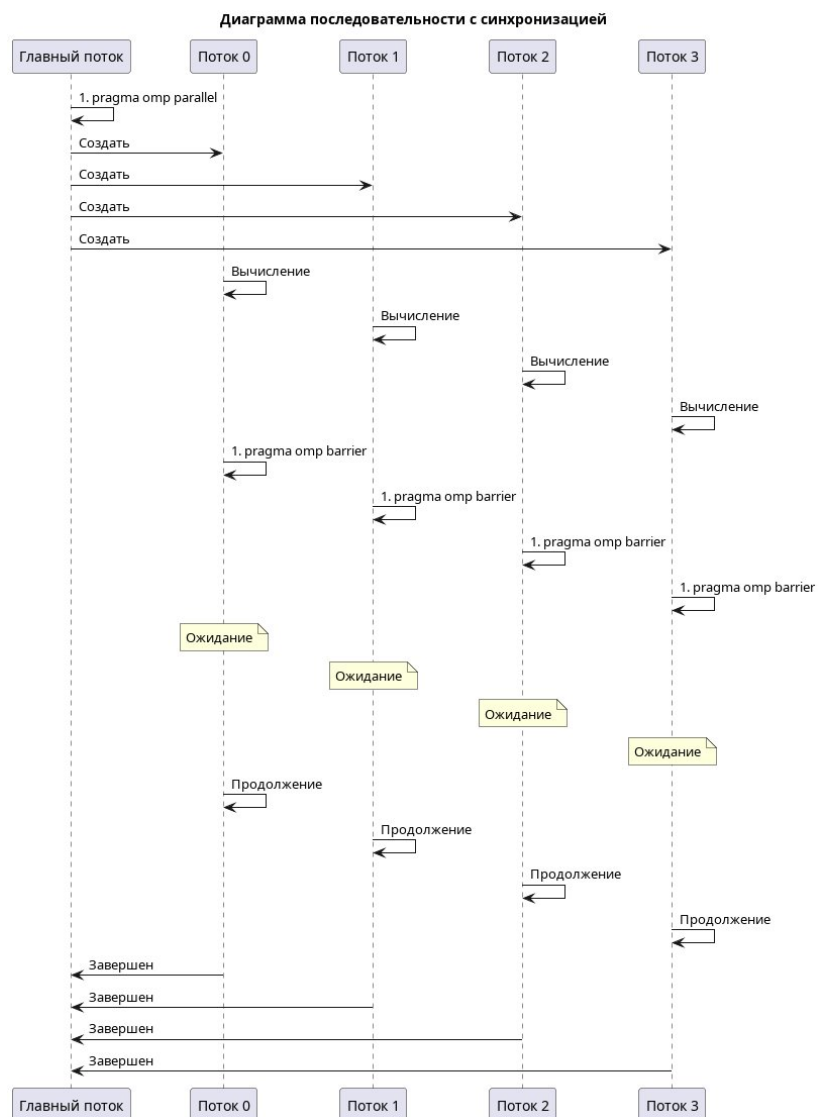 Диаграмма последовательности с синхронизацией
Главный поток Поток 0 Поток 1 Поток 2 Поток 3
1. pragma omp parallel
Создать
Создать
Создать
Создать
Вычисление
Вычисление
Вычисление
Вычисление
1. pragma omp barrier
1. pragma omp barrier
1. pragma omp barrier
1. pragma omp barrier
Ожидание
Ожидание
Ожидание
Ожидание
Продолжение
Продолжение
Продолжение
Продолжение
Завершен
Завершен
Завершен
Завершен
Главный поток Поток 0 Поток 1 Поток 2 Поток 3